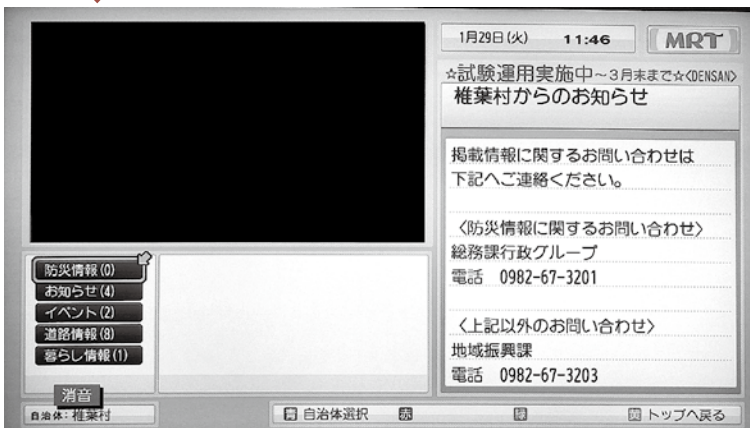 1月29日(火) 11:46 MRT
☆試験運用実施中~3月末まで☆<DENSAN>
椎葉村からのお知らせ
掲載情報に関するお問い合わせは
下記へご連絡ください。
〈防災情報に関するお問い合わせ〉
総務課行政グループ
電話 0982-67-3201
〈上記以外のお問い合わせ〉
地域振興課
電話 0982-67-3203
防災情報(0)
お知らせ(4)
イベント(2)
道路情報(8)
暮らし情報(1)
消音
自治体:椎葉村
青 自治体選択 赤 緑 黄 トップへ戻る